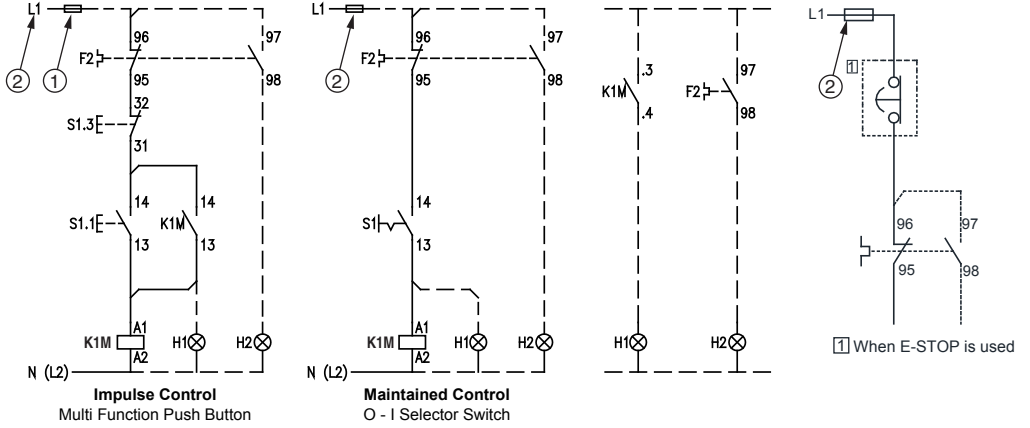 L1
2
1
96
97
F2
95
98
32
S1.3
31
14
14
S1.1
K1M
13
13
A1
K1M
H1
H2
A2
N (L2)
Impulse Control
Multi Function Push Button
L1
2
96
97
F2
95
98
14
S1
13
A1
K1M
H1
H2
A2
N (L2)
Maintained Control
O - I Selector Switch
.3
97
K1M
F2
.4
98
H1
H2
L1
1
2
96
97
95
98
1 When E-STOP is used